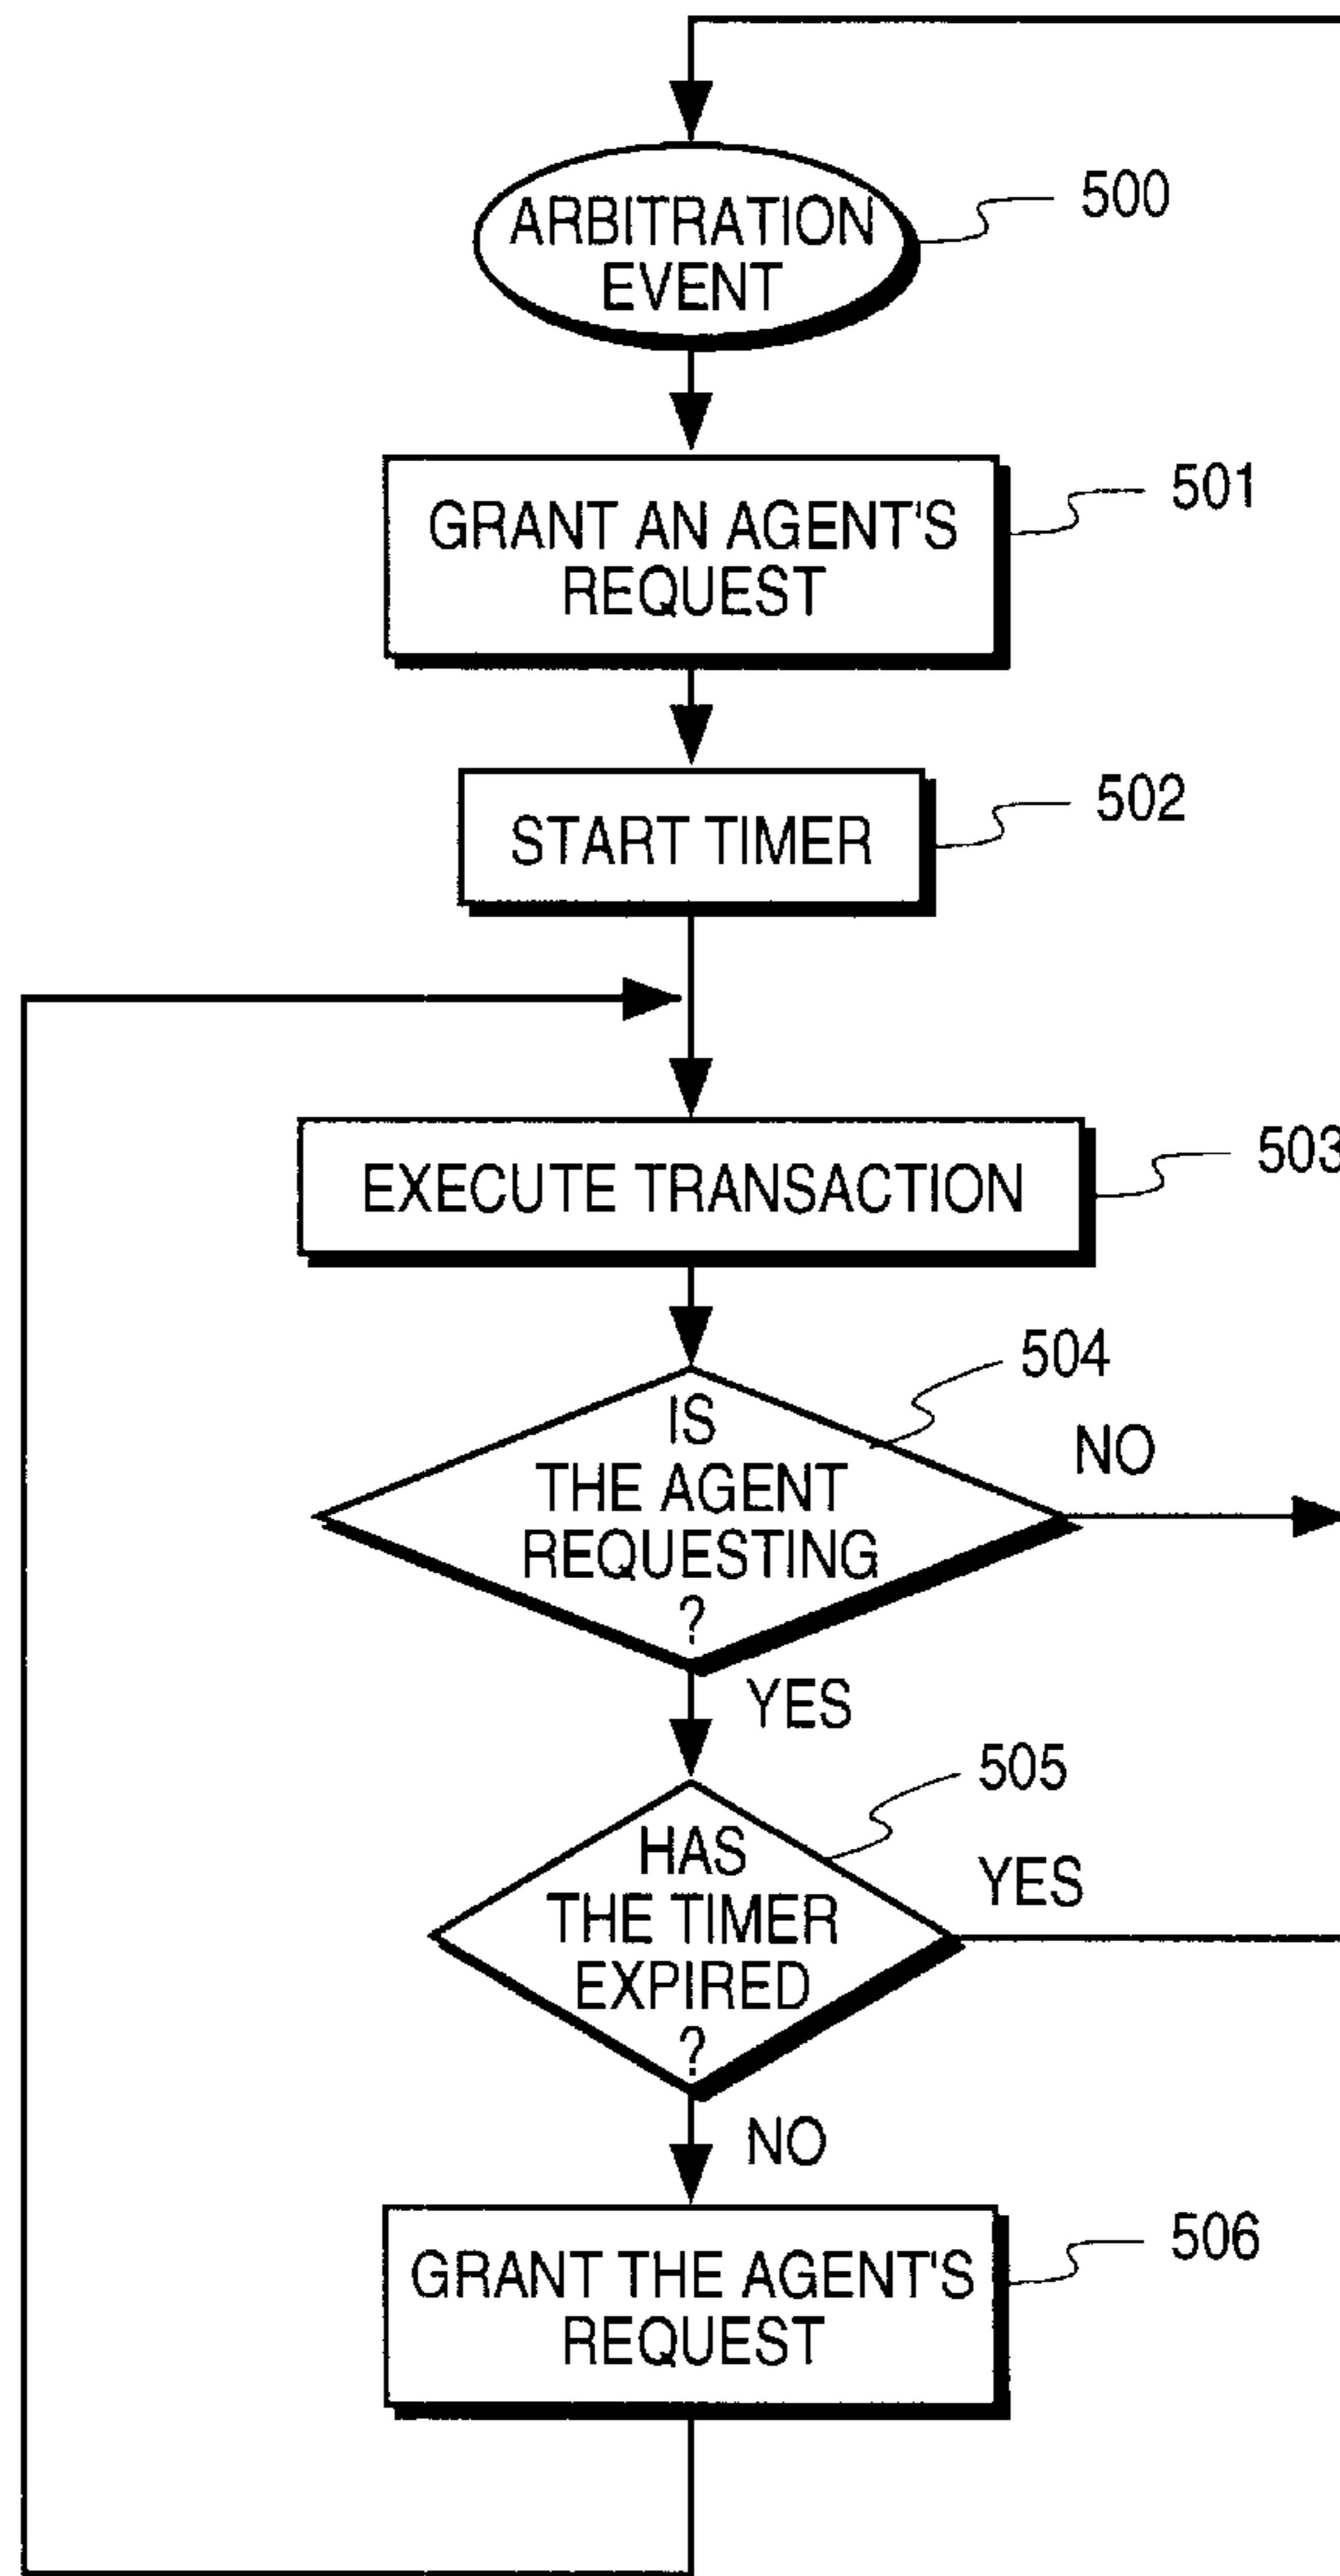 ARBITRATION
EVENT
500
GRANT AN AGENT'S
REQUEST
501
START TIMER
502
EXECUTE TRANSACTION
503
504
IS
THE AGENT
REQUESTING
?
NO
YES
505
HAS
THE TIMER
EXPIRED
?
YES
NO
GRANT THE AGENT'S
REQUEST
506